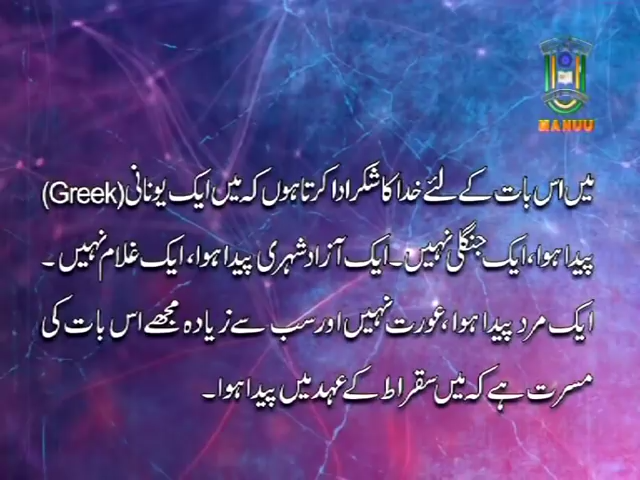 MANUU
میں اس بات کے لئے خدا کا شکر ادا کرتا ہوں کہ میں ایک یونانی (Greek)
پیدا ہوا، ایک جنگلی نہیں۔ ایک آزاد شہری پیدا ہوا، ایک غلام نہیں۔
ایک مرد پیدا ہوا، عورت نہیں اور سب سے زیادہ مجھے اس بات کی
مسرت ہے کہ میں سقراط کے عہد میں پیدا ہوا۔